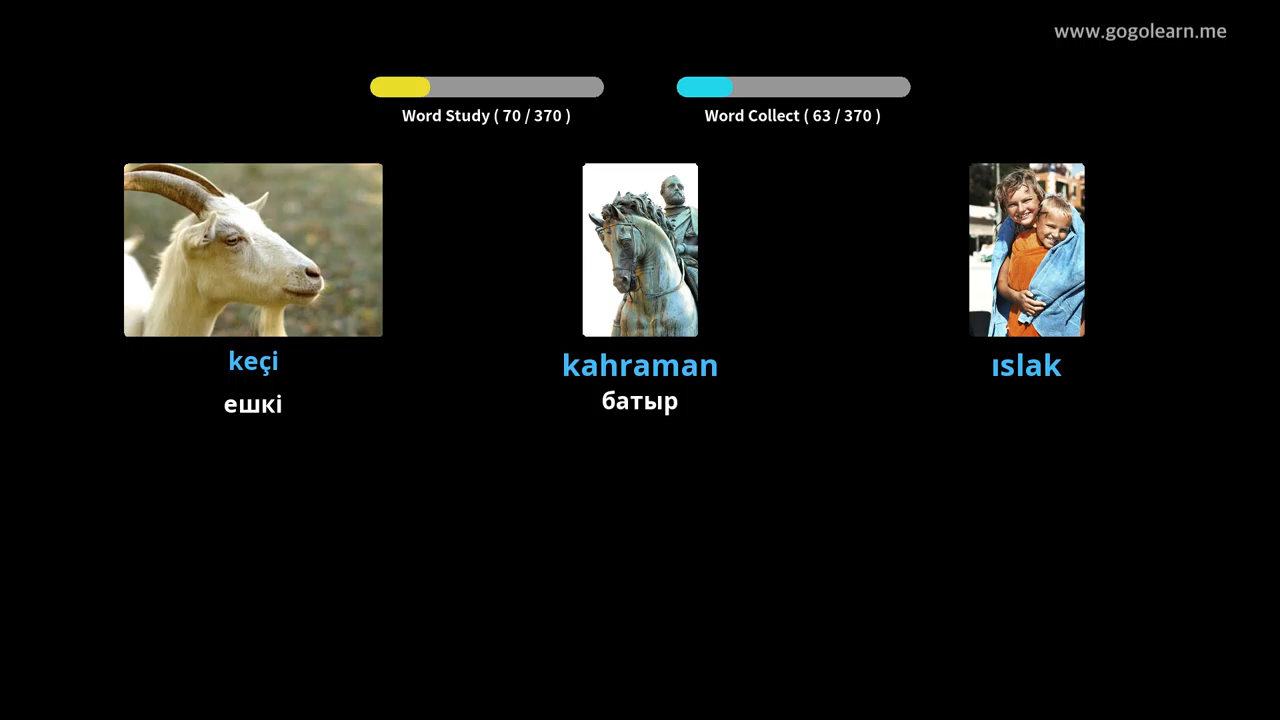 www.gogolearn.me
Word Study ( 70 / 370 )
Word Collect ( 63 / 370 )
keçi
ешкі
kahraman
батыр
ıslak